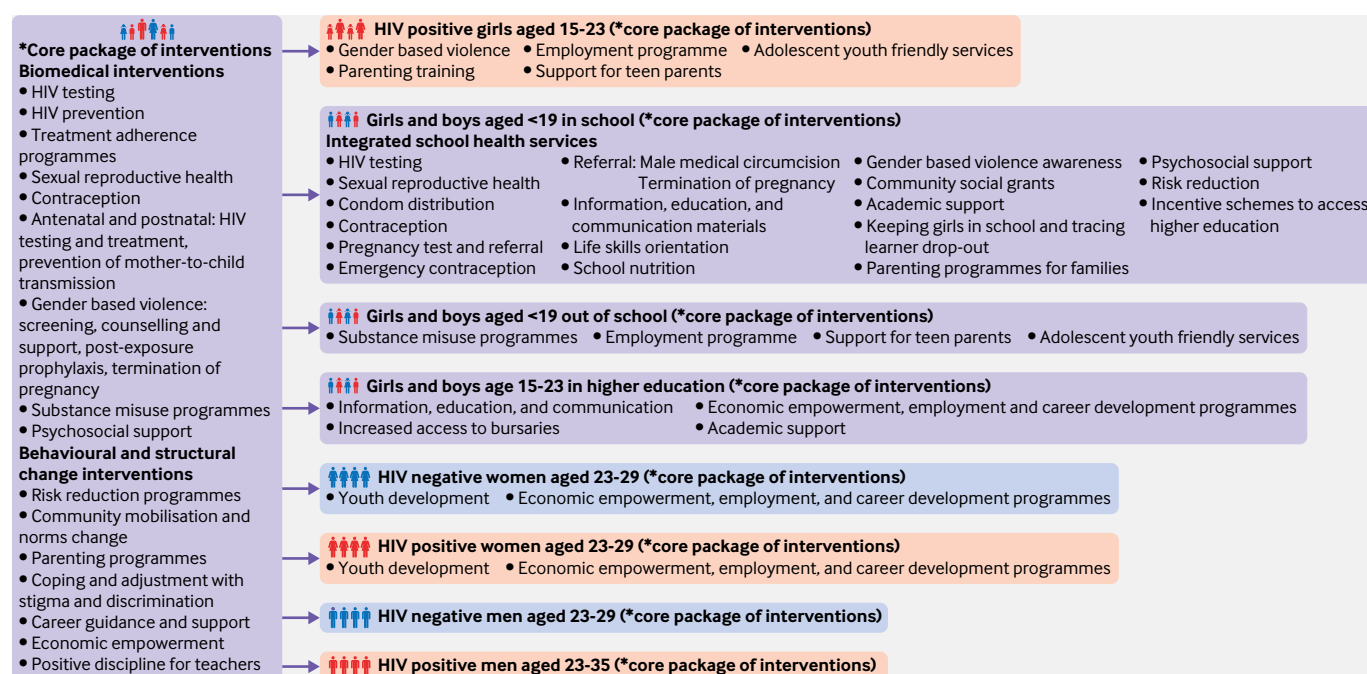 *Core package of interventions
Biomedical interventions
• HIV testing
• HIV prevention
• Treatment adherence
programmes
• Sexual reproductive health
• Contraception
• Antenatal and postnatal: HIV
testing and treatment,
prevention of mother-to-child
transmission
• Gender based violence:
screening, counselling and
support, post-exposure
prophylaxis, termination of
pregnancy
• Substance misuse programmes
• Psychosocial support
Behavioural and structural
change interventions
• Risk reduction programmes
• Community mobilisation and
norms change
• Parenting programmes
• Coping and adjustment with
stigma and discrimination
• Career guidance and support
• Economic empowerment
• Positive discipline for teachers
HIV positive girls aged 15-23 (*core package of interventions)
• Gender based violence • Employment programme • Adolescent youth friendly services
• Parenting training • Support for teen parents
Girls and boys aged <19 in school (*core package of interventions)
Integrated school health services
• HIV testing
• Sexual reproductive health
• Condom distribution
• Contraception
• Pregnancy test and referral
• Emergency contraception
• Referral: Male medical circumcision
Termination of pregnancy
• Information, education, and
communication materials
• Life skills orientation
• School nutrition
• Gender based violence awareness
• Community social grants
• Academic support
• Keeping girls in school and tracing
learner drop-out
• Parenting programmes for families
• Psychosocial support
• Risk reduction
• Incentive schemes to access
higher education
Girls and boys aged <19 out of school (*core package of interventions)
• Substance misuse programmes • Employment programme • Support for teen parents • Adolescent youth friendly services
Girls and boys age 15-23 in higher education (*core package of interventions)
• Information, education, and communication • Economic empowerment, employment and career development programmes
• Increased access to bursaries • Academic support
HIV negative women aged 23-29 (*core package of interventions)
• Youth development • Economic empowerment, employment, and career development programmes
HIV positive women aged 23-29 (*core package of interventions)
• Youth development • Economic empowerment, employment, and career development programmes
HIV negative men aged 23-29 (*core package of interventions)
HIV positive men aged 23-35 (*core package of interventions)